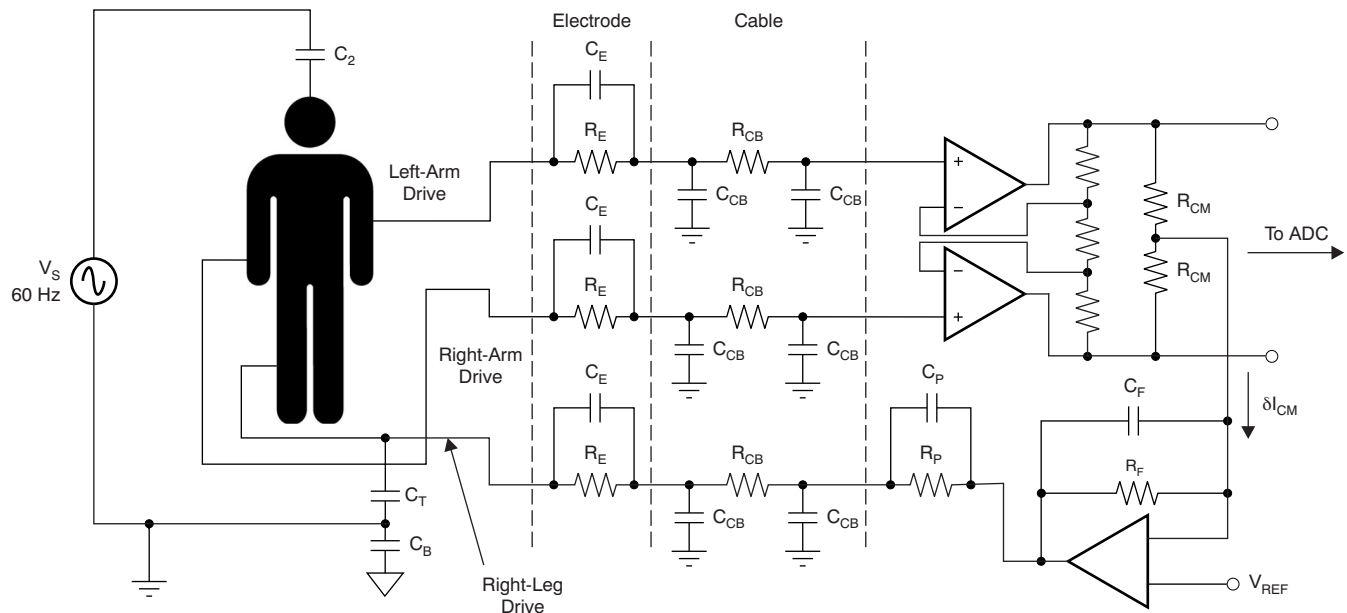 Electrode
Cable
C2
CE
RE
RCB
CCB
CCB
Left-Arm
Drive
+
−
RCM
VS
60 Hz
CE
RE
RCB
CCB
CCB
−
+
RCM
To ADC
Right-Arm
Drive
CE
RE
RCB
CCB
CCB
CP
RP
CF
δICM
RF
CT
CB
Right-Leg
Drive
VREF